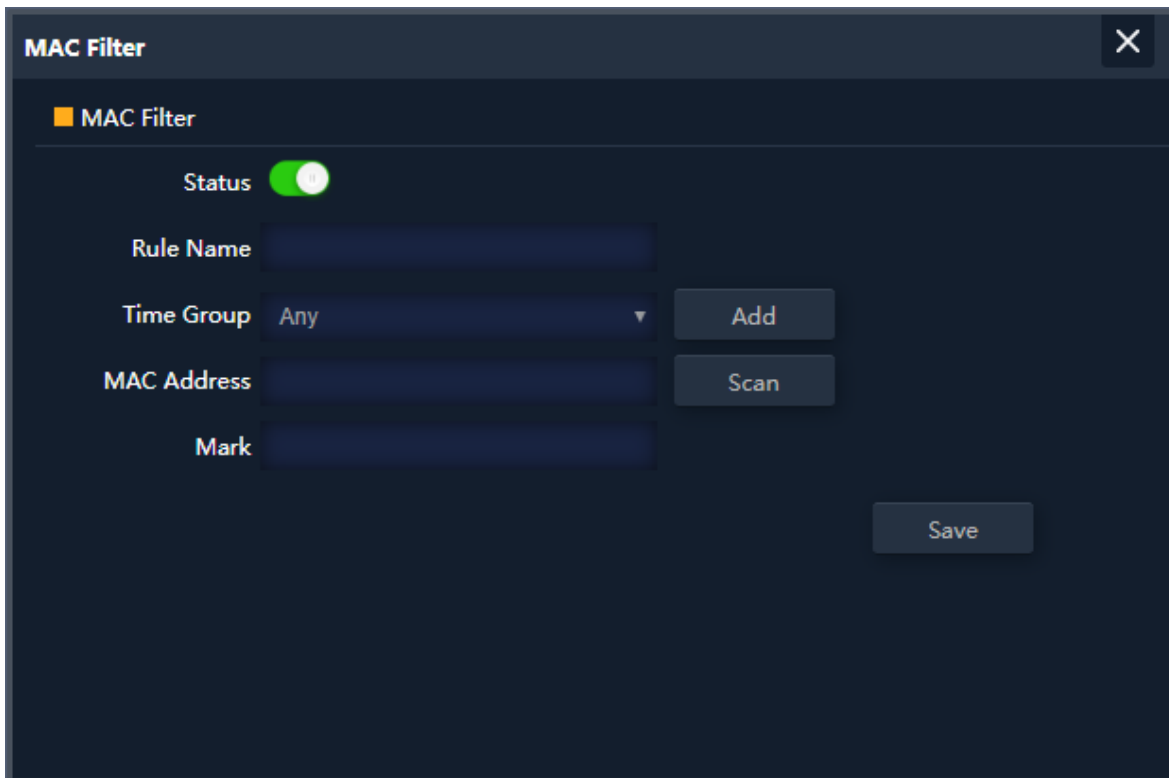 MAC Filter
MAC Filter
Status
Rule Name
Time Group Any Add
MAC Address Scan
Mark
Save